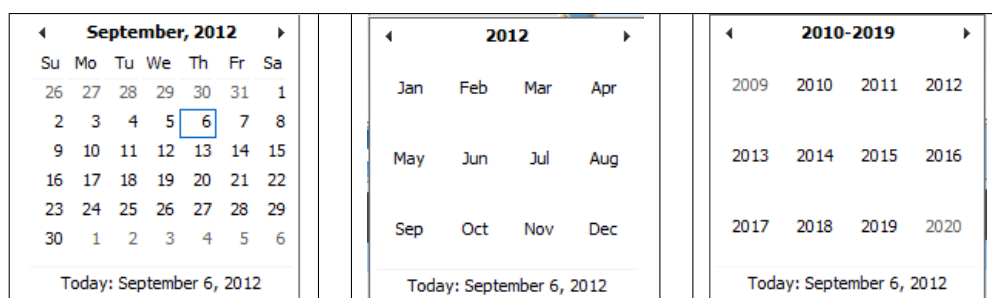 September, 2012
Su Mo Tu We Th Fr Sa
26 27 28 29 30 31 1
2 3 4 5 6 7 8
9 10 11 12 13 14 15
16 17 18 19 20 21 22
23 24 25 26 27 28 29
30 1 2 3 4 5 6
Today: September 6, 2012
2012
Jan Feb Mar Apr
May Jun Jul Aug
Sep Oct Nov Dec
Today: September 6, 2012
2010-2019
2009 2010 2011 2012
2013 2014 2015 2016
2017 2018 2019 2020
Today: September 6, 2012